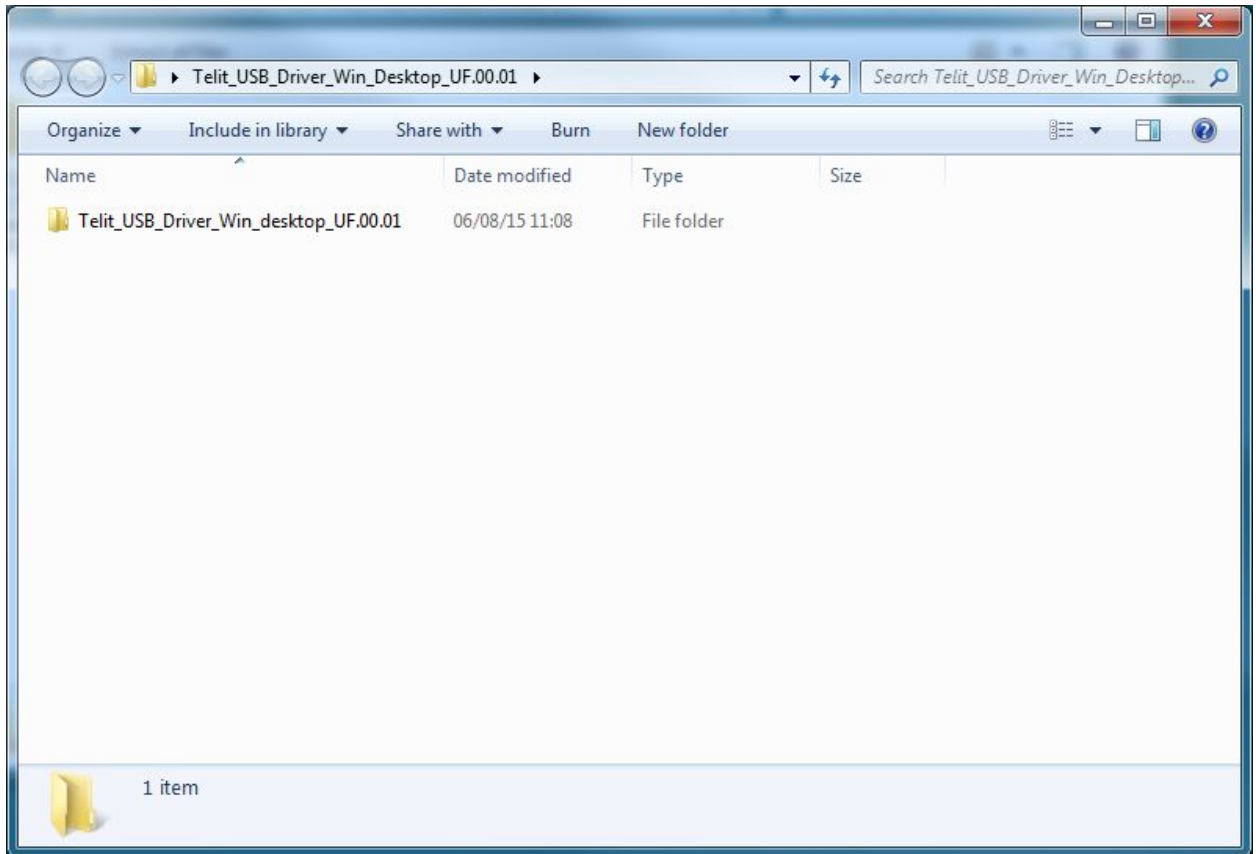 Telit_USB_Driver_Win_Desktop_UF.00.01
Search Telit_USB_Driver_Win_Desktop...
Organize Include in library Share with Burn New folder
Name Date modified Type Size
Telit_USB_Driver_Win_desktop_UF.00.01 06/08/15 11:08 File folder
1 item